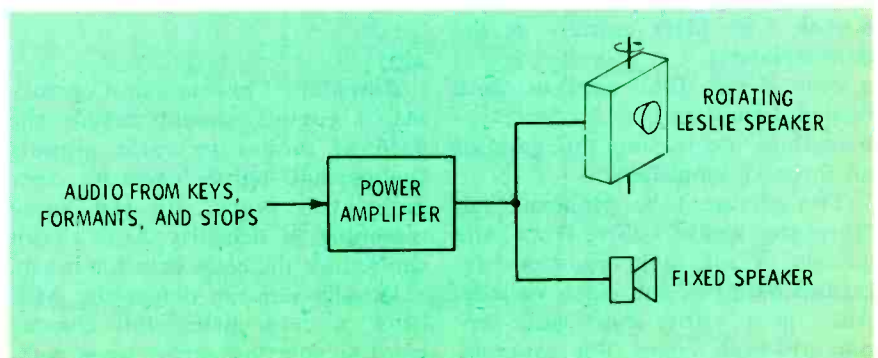 ROTATING
LESLIE SPEAKER
AUDIO FROM KEYS,
FORMANTS, AND STOPS
POWER
AMPLIFIER
FIXED SPEAKER